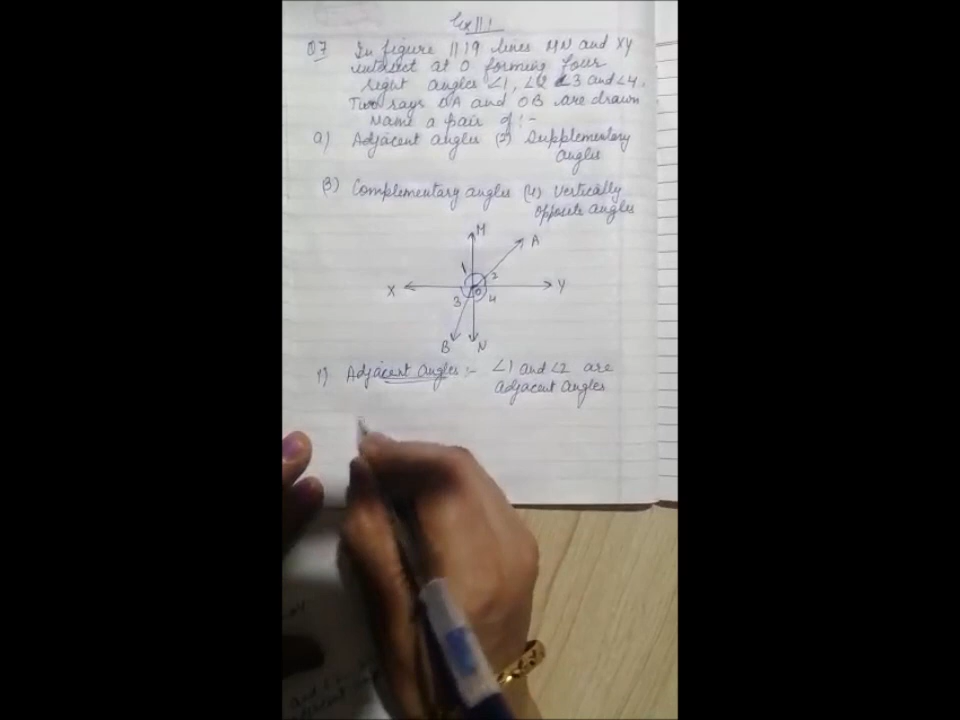 Ex 11.1
Q7 In figure 11.19 lines MN and XY
intersect at O forming four
right angles ∠1, ∠2 ∠3 and ∠4.
Two rays OA and OB are drawn
Name a pair of :-
Adjacent angles (2) Supplementary
angles
(3) Complementary angles (4) Vertically
opposite angles
M
A
1
2
X
O
Y
3
4
B
N
1) Adjacent Angles :- ∠1 and ∠2 are
adjacent angles